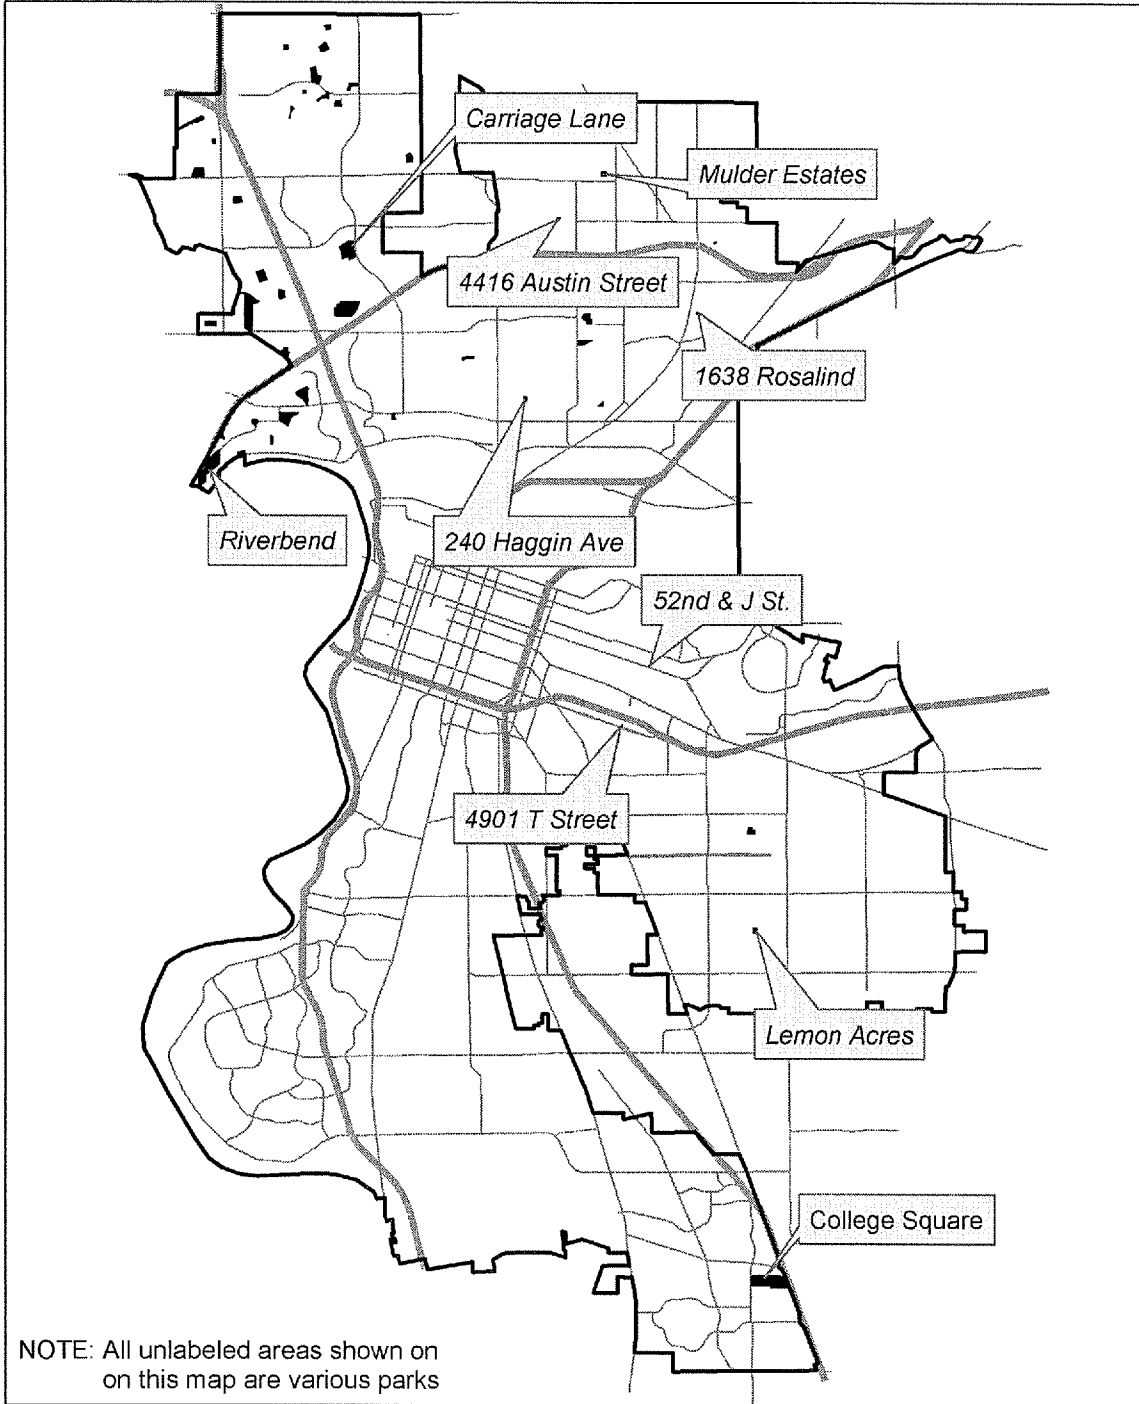 Carriage Lane
Mulder Estates
4416 Austin Street
1638 Rosalind
Riverbend
240 Haggin Ave
52nd & J St.
4901 T Street
Lemon Acres
College Square
NOTE: All unlabeled areas shown on
on this map are various parks